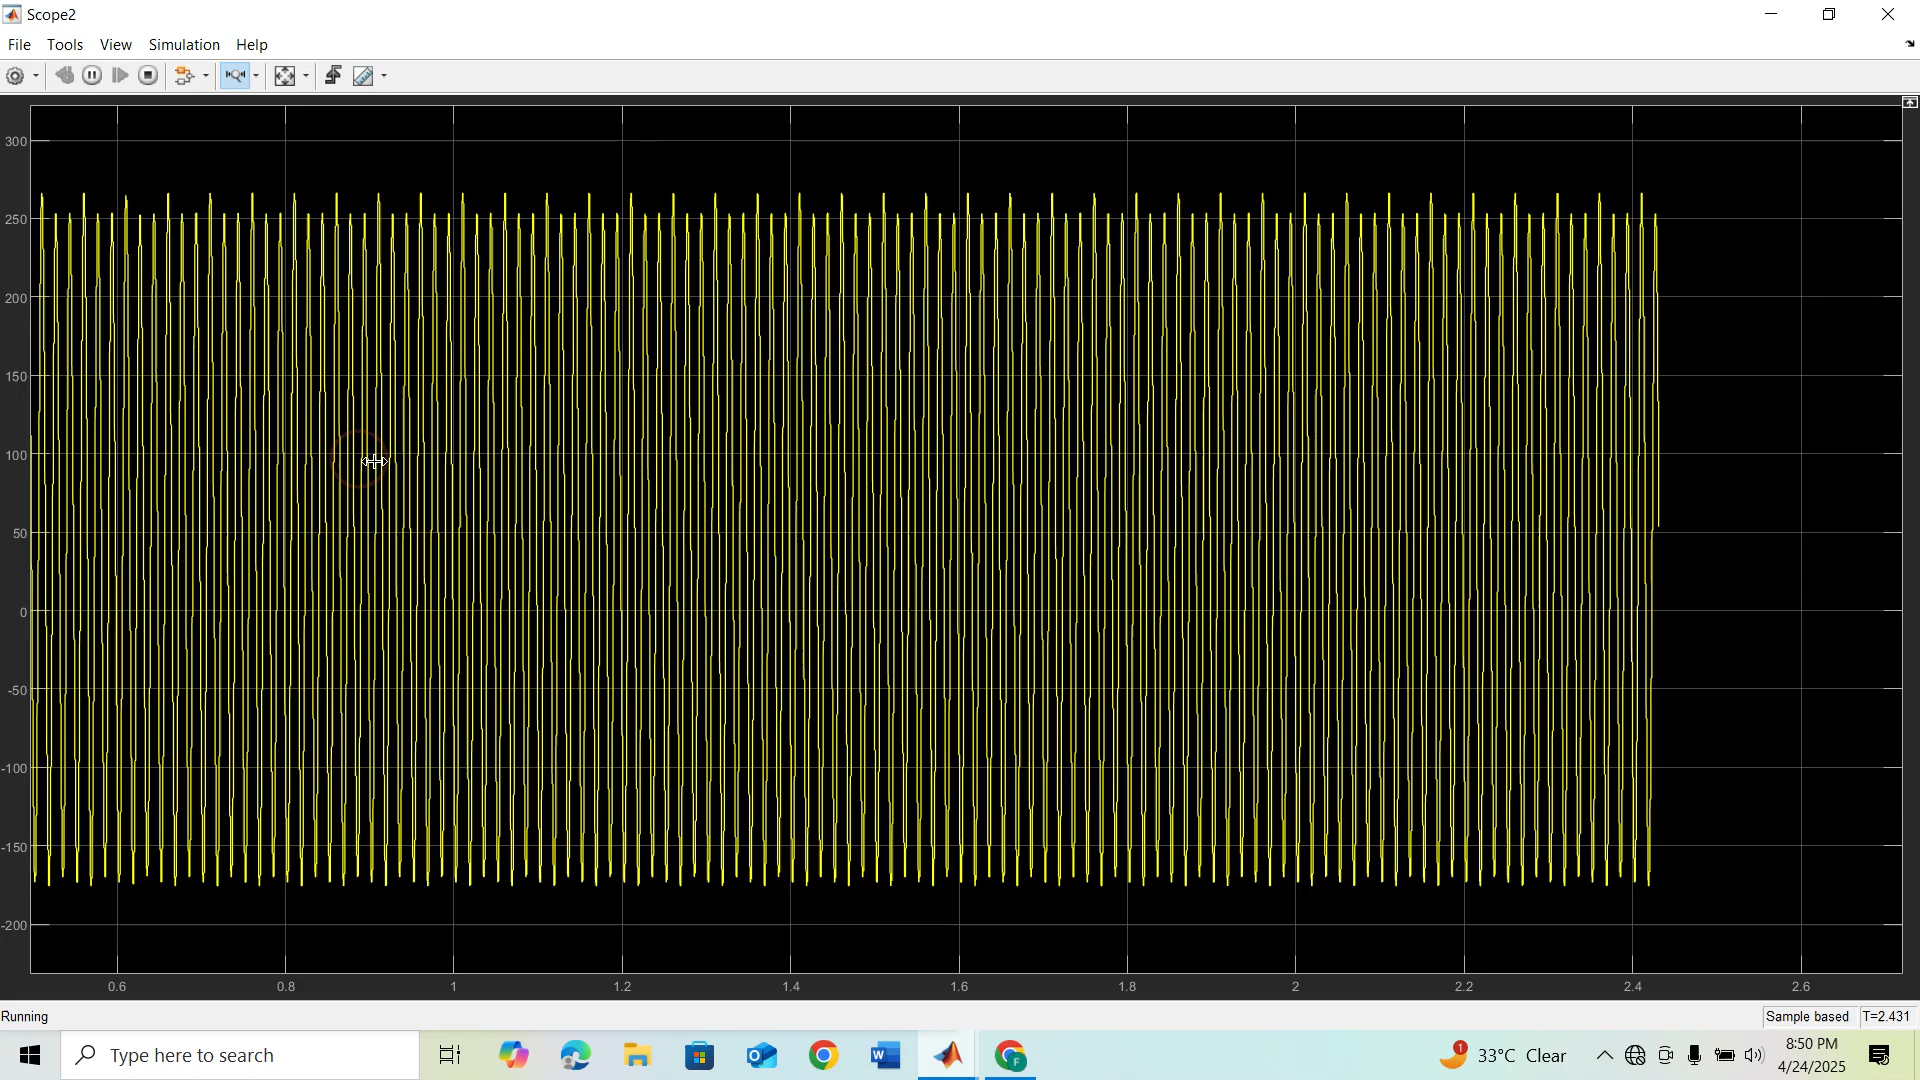 Scope2
File Tools View Simulation Help
300
250
200
150
100
50
0
-50
-100
-150
-200
0.6 0.8 1 1.2 1.4 1.6 1.8 2 2.2 2.4 2.6
Running Sample based T=2.431
Type here to search 1 33°C Clear 8:50 PM
4/24/2025